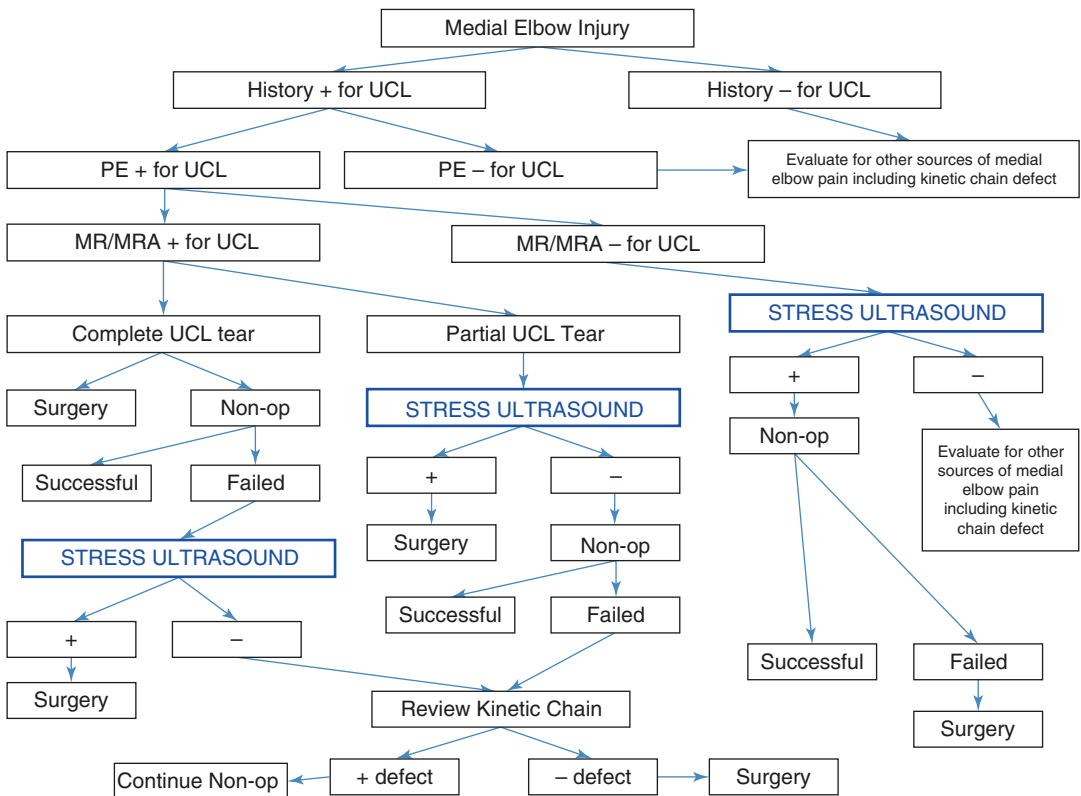 Medial Elbow Injury
History + for UCL
History – for UCL
PE + for UCL
PE – for UCL
Evaluate for other sources of medial
elbow pain including kinetic chain defect
MR/MRA + for UCL
MR/MRA – for UCL
STRESS ULTRASOUND
Complete UCL tear
Partial UCL Tear
+
–
Surgery
Non-op
STRESS ULTRASOUND
Non-op
Evaluate for other
sources of medial
elbow pain
including kinetic
chain defect
Successful
Failed
+
–
Surgery
Non-op
STRESS ULTRASOUND
Successful
Failed
+
–
Successful
Failed
Surgery
Review Kinetic Chain
Surgery
Continue Non-op
+ defect
– defect
Surgery